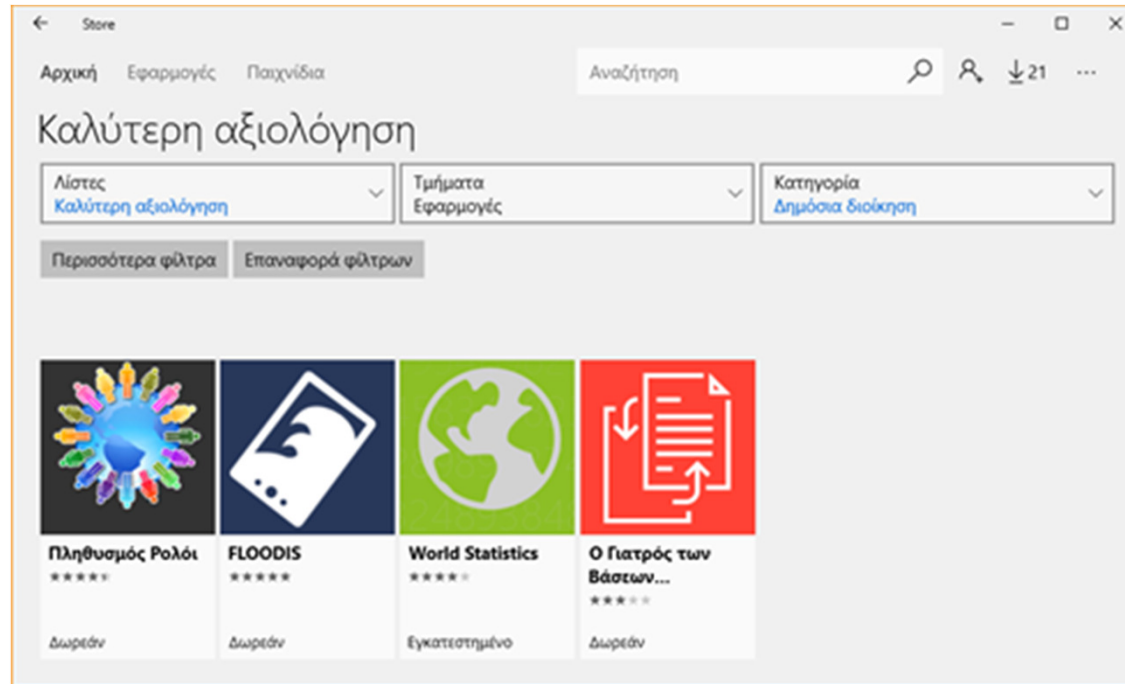 Store
Αρχική Εφαρμογές Παιχνίδια Αναζήτηση 21
Καλύτερη αξιολόγηση
Λίστες
Καλύτερη αξιολόγηση
Τμήματα
Εφαρμογές
Κατηγορία
Δημόσια διοίκηση
Περισσότερα φίλτρα Επαναφορά φίλτρων
Πληθυσμός Ρολόι
Δωρεάν
FLOODIS
Δωρεάν
World Statistics
Εγκατεστημένο
Ο Γιατρός των
Βάσεων...
Δωρεάν